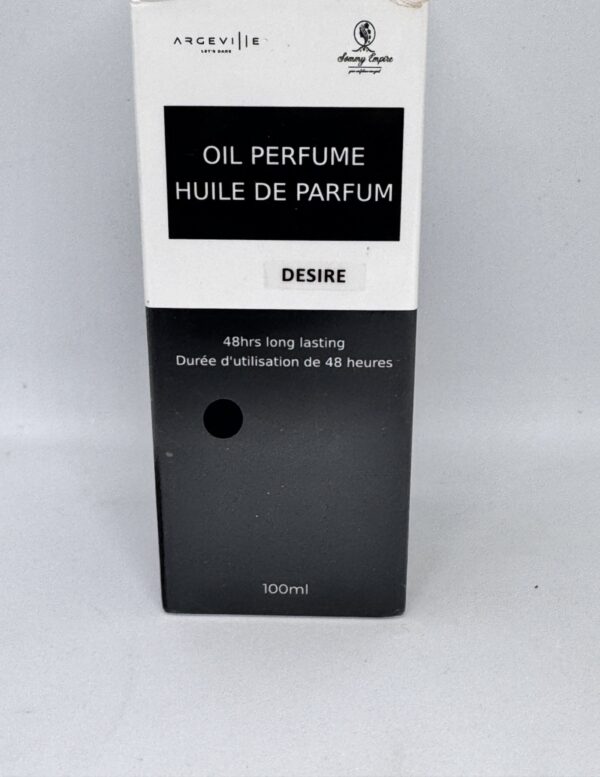 ARGEVILLE
LET'S DARE
Sommy Empire
OIL PERFUME
HUILE DE PARFUM
DESIRE
48hrs long lasting
Durée d'utilisation de 48 heures
100ml